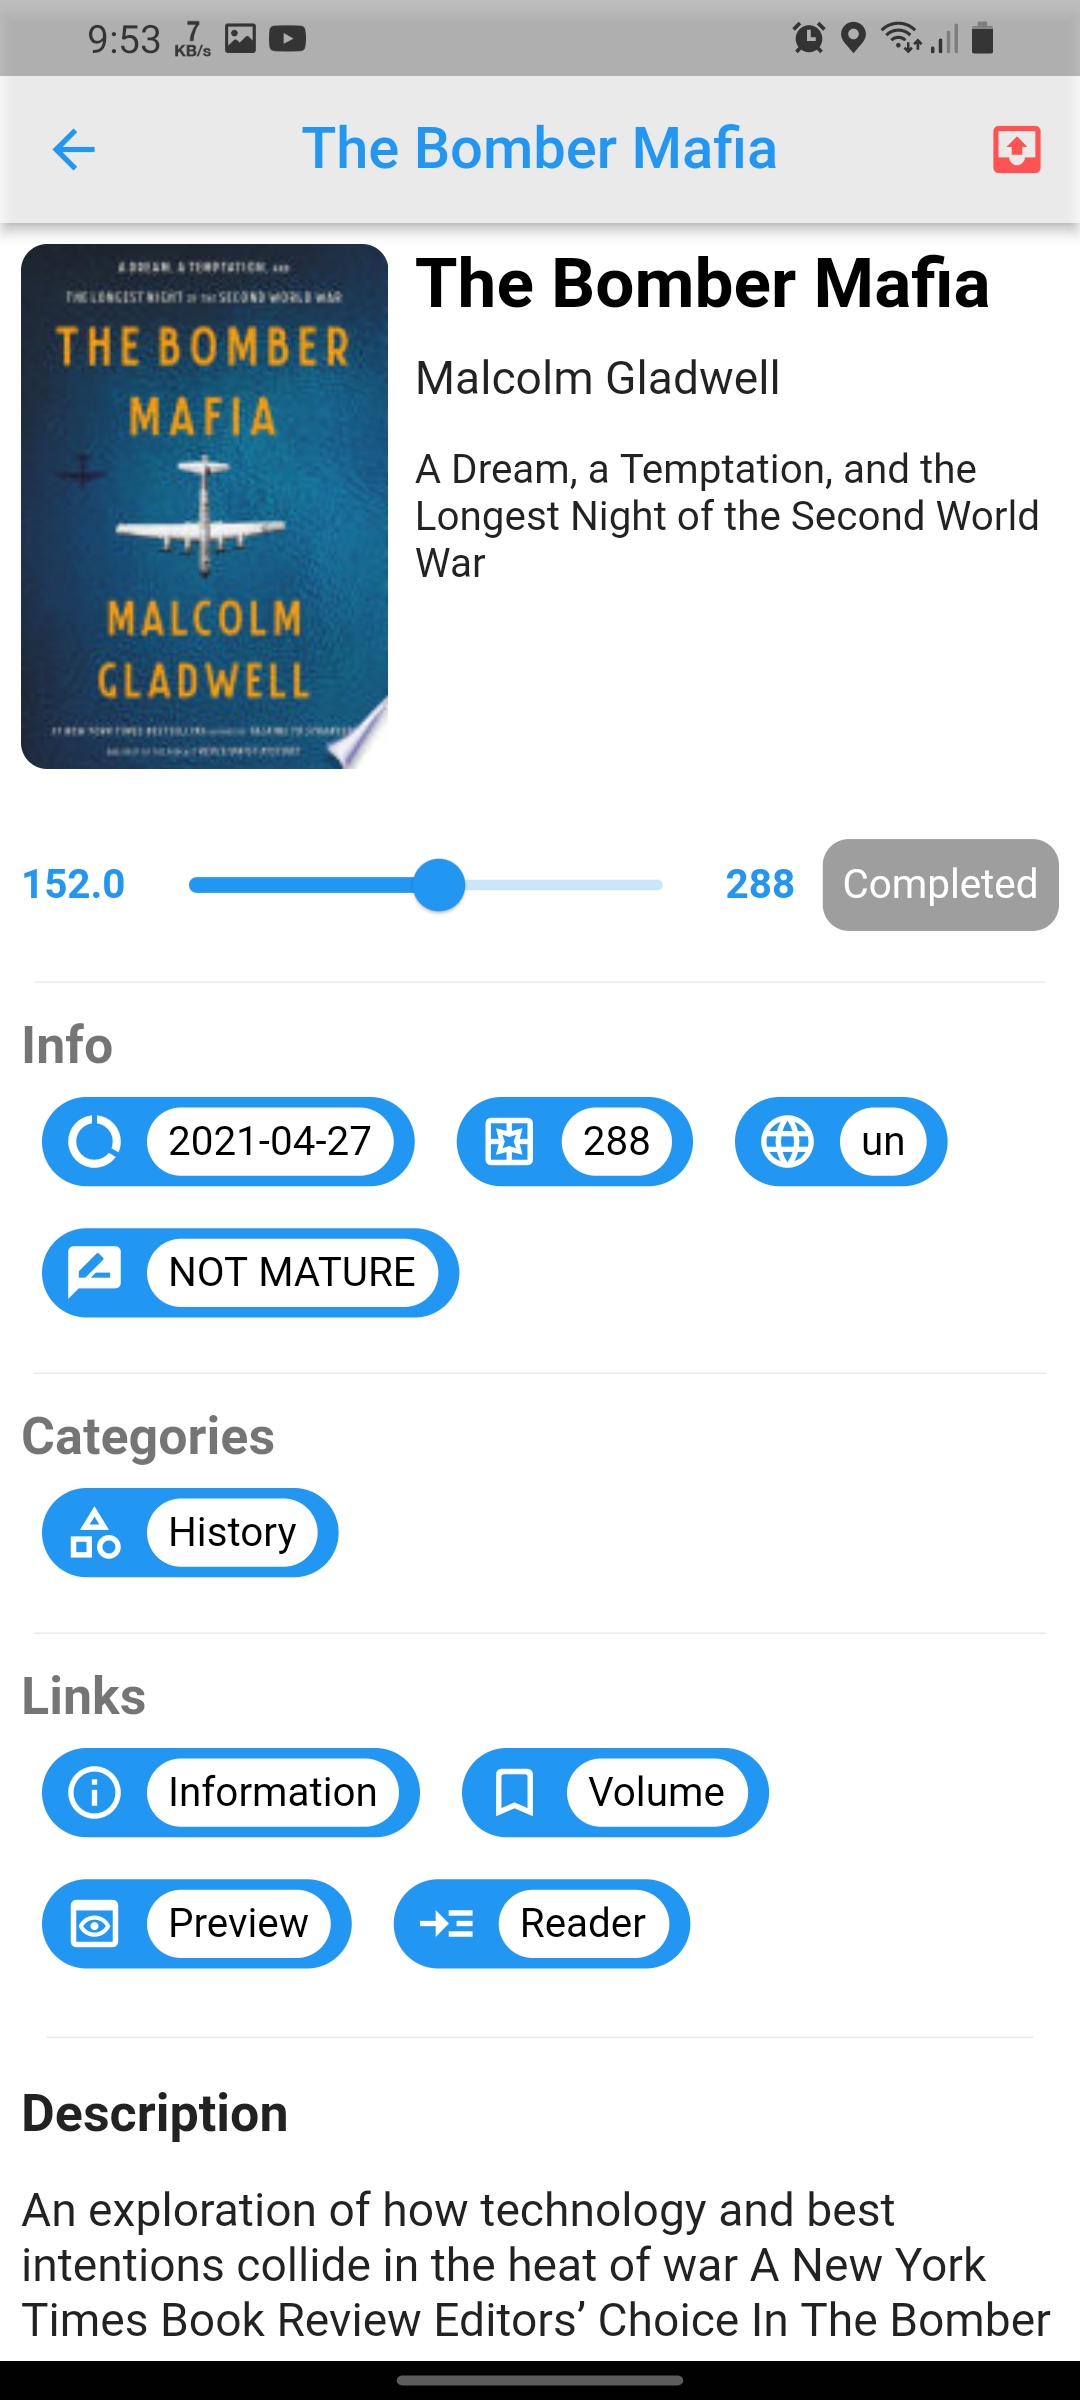 9:53 7 KB/s
The Bomber Mafia
A DREAM, A TEMPTATION, AND
THE LONGEST NIGHT OF THE SECOND WORLD WAR
THE BOMBER
MAFIA
MALCOLM
GLADWELL
The Bomber Mafia
Malcolm Gladwell
A Dream, a Temptation, and the
Longest Night of the Second World
War
152.0 288 Completed
Info
2021-04-27 288 un
NOT MATURE
Categories
History
Links
Information Volume
Preview Reader
Description
An exploration of how technology and best
intentions collide in the heat of war A New York
Times Book Review Editors’ Choice In The Bomber